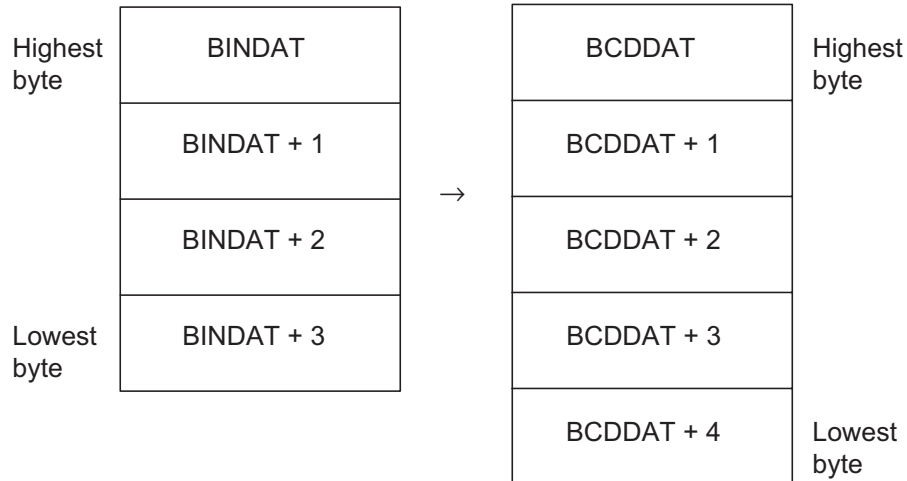 Highest
byte
BINDAT
BCDDAT
Highest
byte
BINDAT + 1
BCDDAT + 1
→
BINDAT + 2
BCDDAT + 2
Lowest
byte
BINDAT + 3
BCDDAT + 3
BCDDAT + 4
Lowest
byte